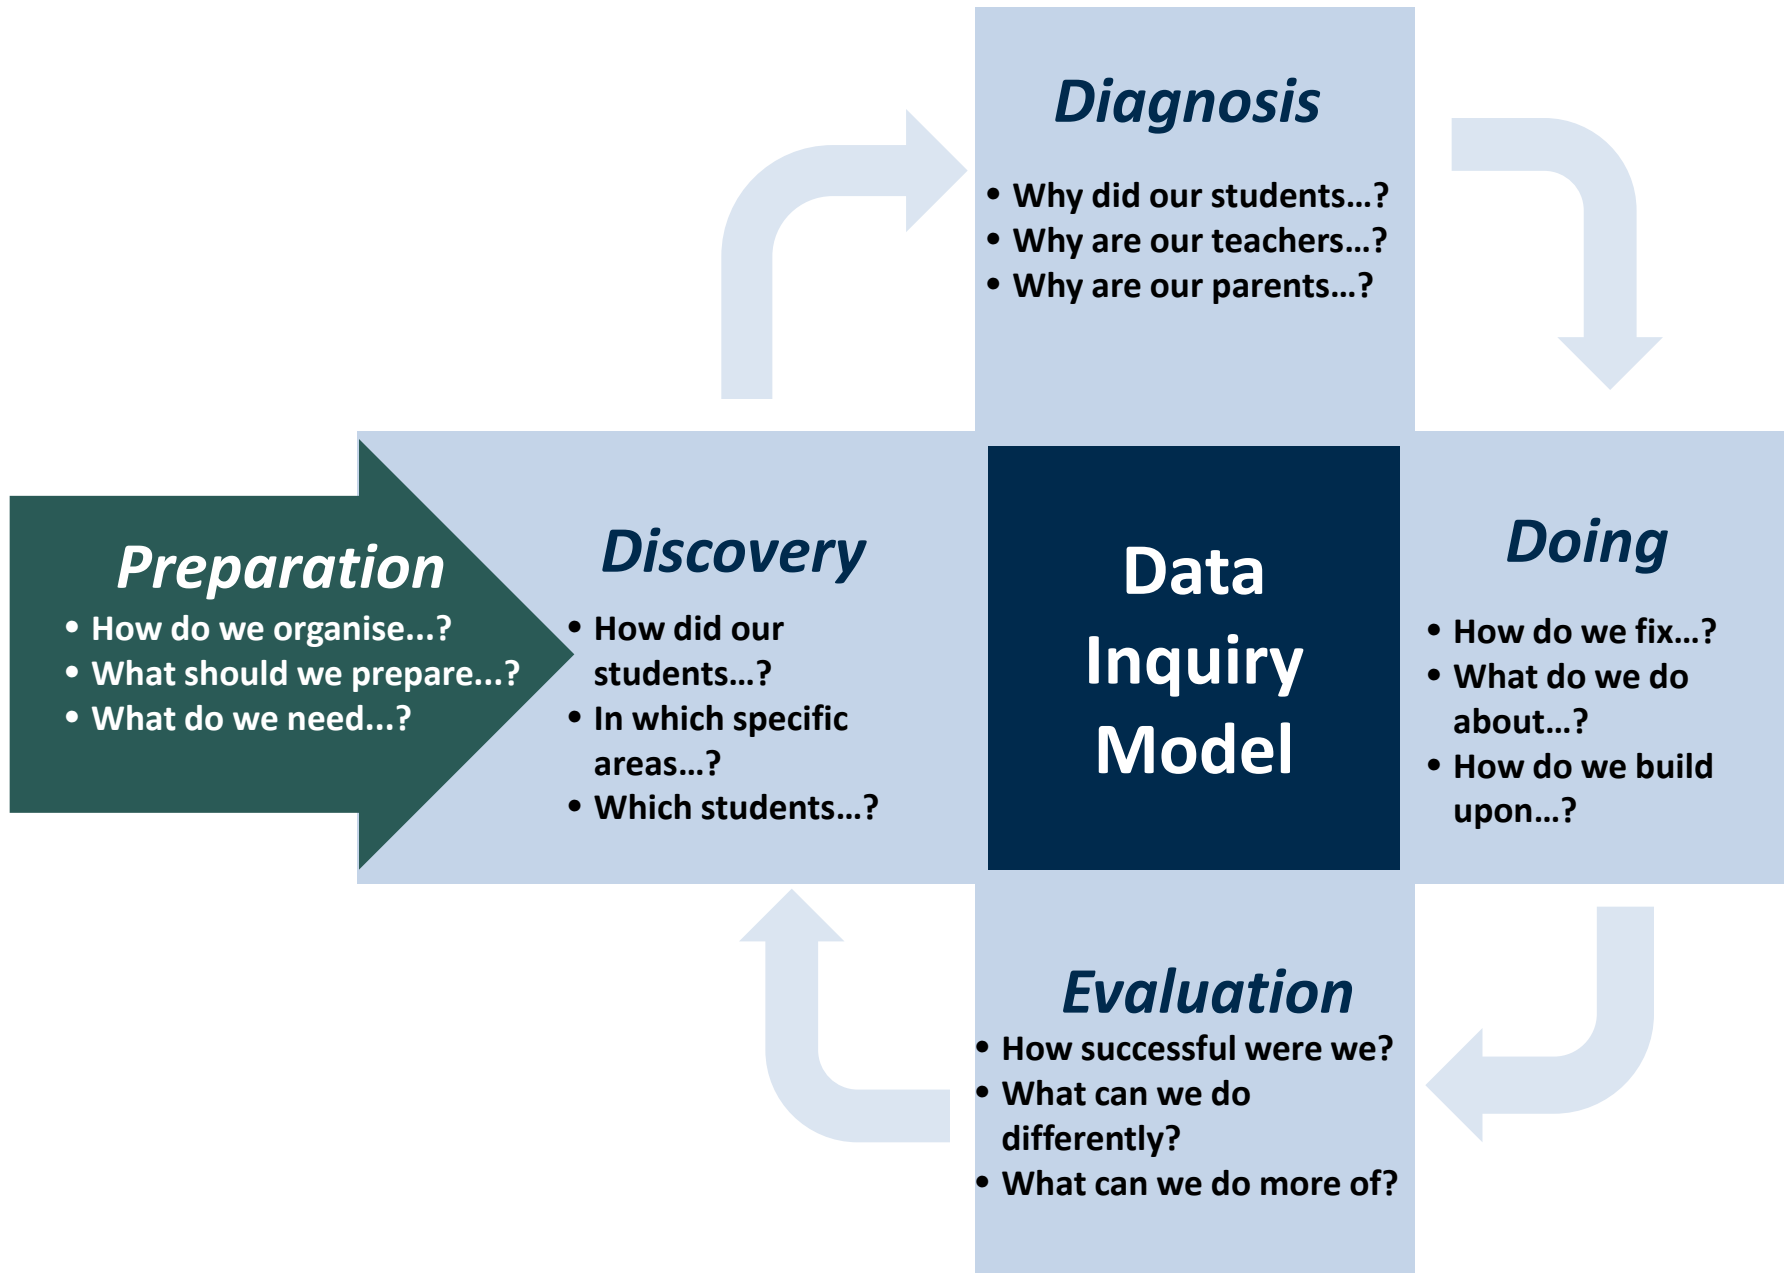 Diagnosis
• Why did our students…?
• Why are our teachers…?
• Why are our parents…?
Preparation
• How do we organise...?
• What should we prepare...?
• What do we need...?
Discovery
• How did our
students…?
• In which specific
areas…?
• Which students…?
Data
Inquiry
Model
Doing
• How do we fix…?
• What do we do
about…?
• How do we build
upon…?
Evaluation
• How successful were we?
• What can we do
differently?
• What can we do more of?